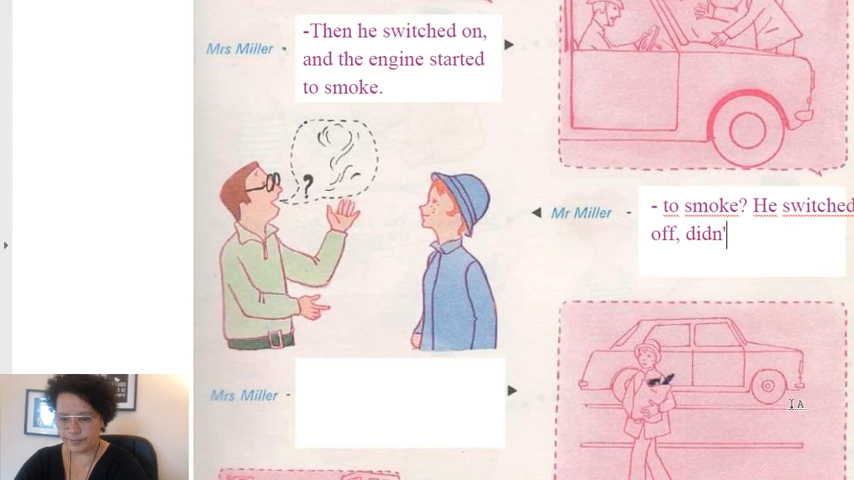 -Then he switched on,
Mrs Miller -
and the engine started
to smoke.
?
- to smoke? He switched
Mr Miller -
off, didn'
Mrs Miller -